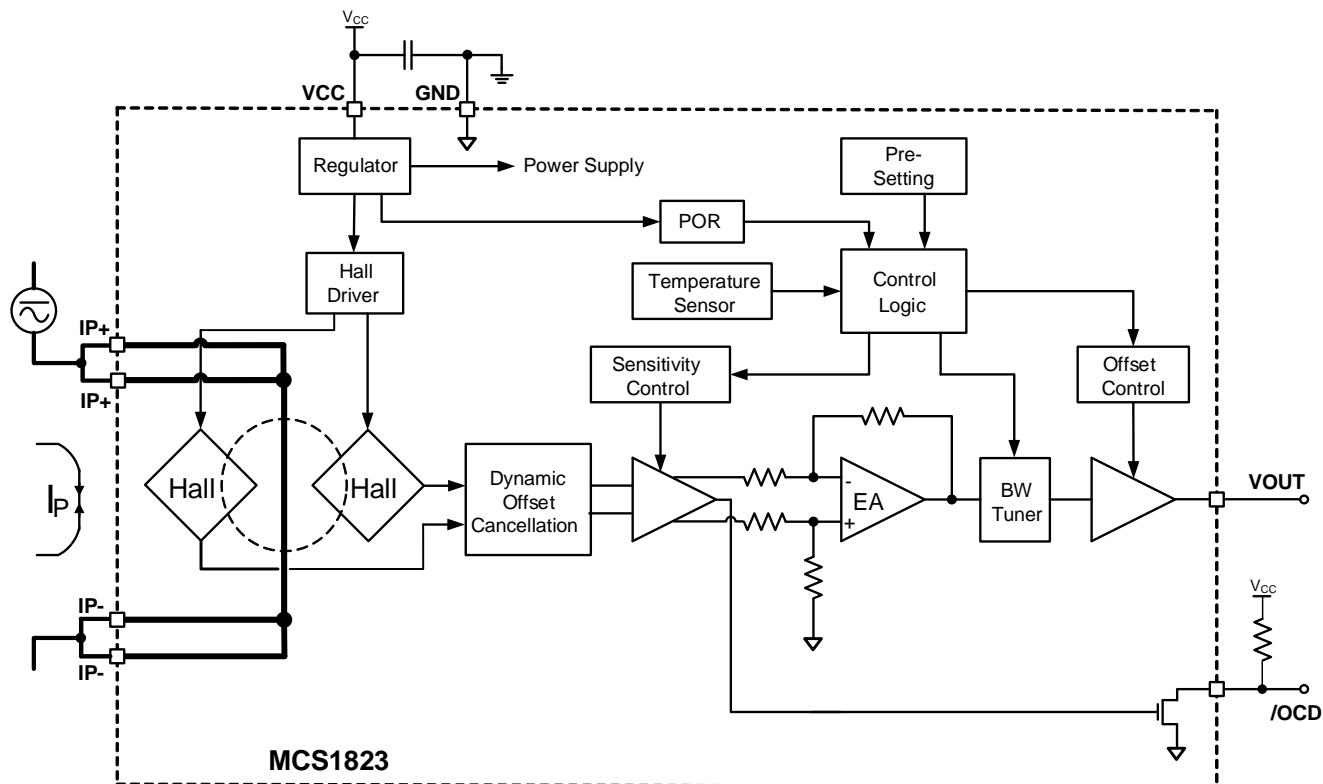 VCC
VCC
GND
Regulator
Power Supply
Pre-
Setting
POR
Hall
Driver
Temperature
Sensor
Control
Logic
IP+
IP+
Sensitivity
Control
Offset
Control
IP
Hall
Hall
Dynamic
Offset
Cancellation
-
+
EA
BW
Tuner
VOUT
IP-
IP-
VCC
/OCD
MCS1823